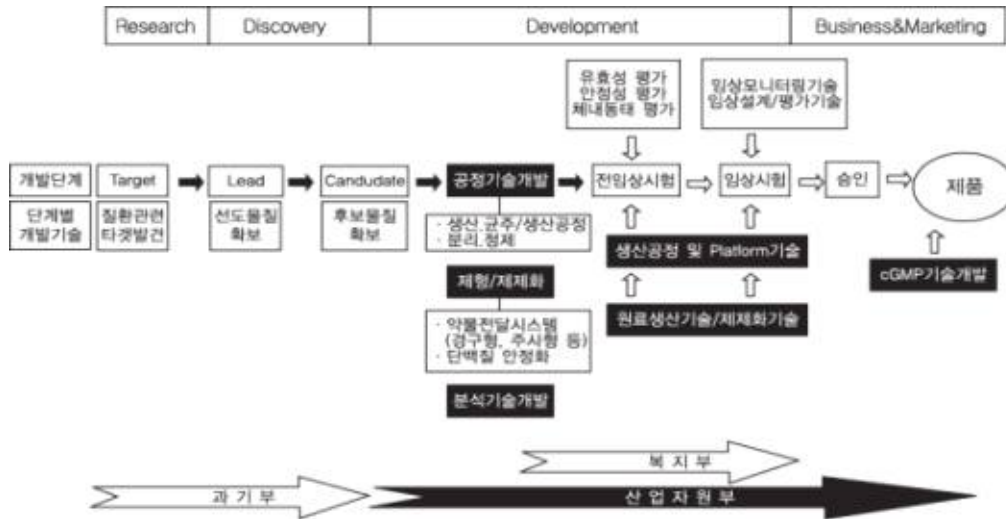 Research Discovery Development Business&Marketing
유효성 평가
안정성 평가
체내동태 평가
임상모니터링기술
임상설계/평가기술
개발단계 Target Lead Candudate 공정기술개발 전임상시험 임상시험 승인 제품
단계별
개발기술
질환관련
타겟발견
선도물질
확보
후보물질
확보
· 생산.균주/생산공정
· 분리.정제
생산공정 및 Platform기술
cGMP기술개발
제형/제제화
원료생산기술/제제화기술
· 약물전달시스템
(경구형, 주사형 등)
· 단백질 안정화
분석기술개발
복지부
과기부
산업자원부